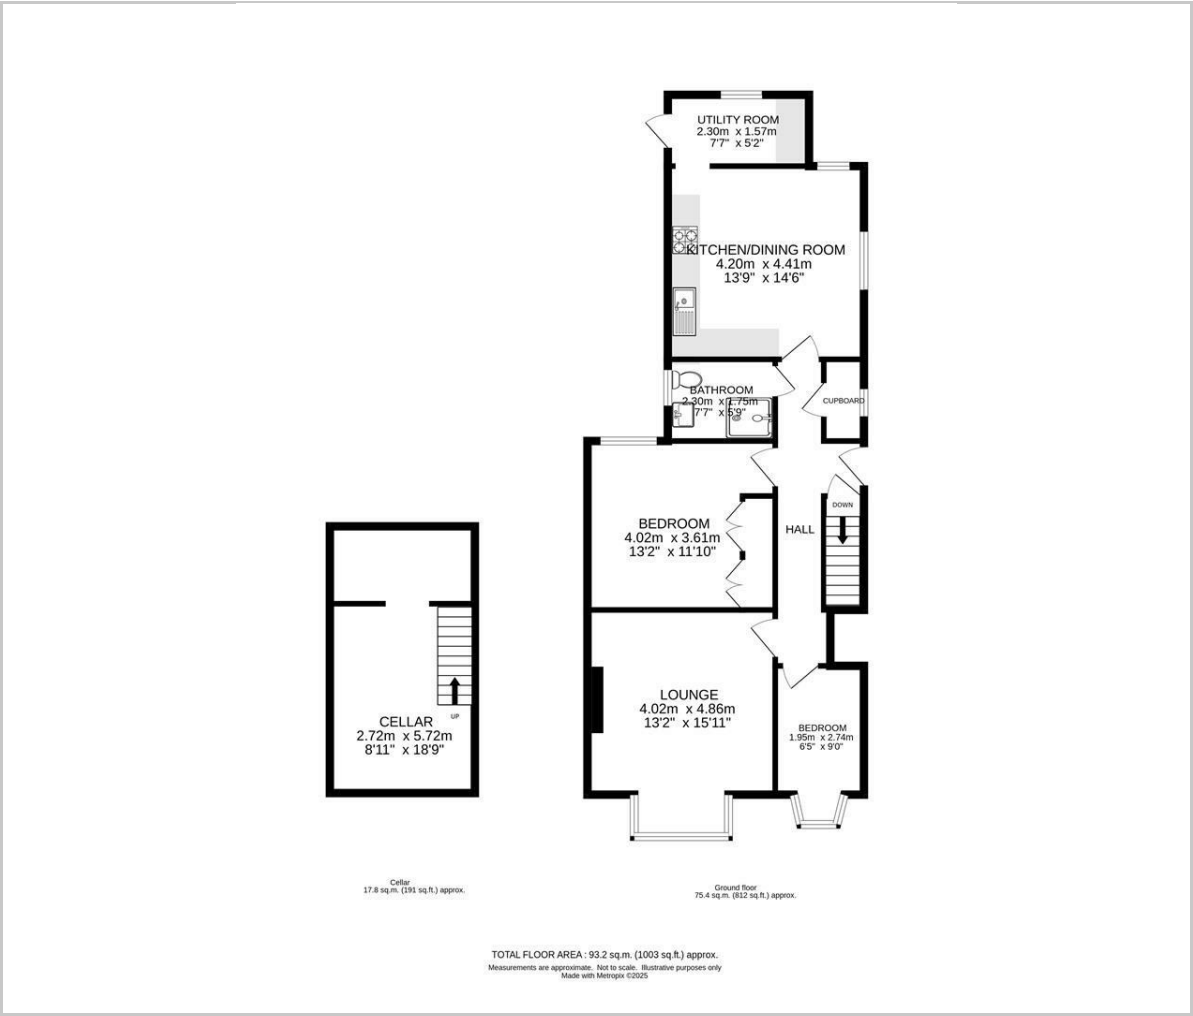 UTILITY ROOM
2.30m x 1.57m
7'7" x 5'2"
KITCHEN/DINING ROOM
4.20m x 4.41m
13'9" x 14'6"
BATHROOM
2.30m x 1.75m
7'7" x 5'9"
CUPBOARD
DOWN
HALL
BEDROOM
4.02m x 3.61m
13'2" x 11'10"
LOUNGE
4.02m x 4.86m
13'2" x 15'11"
BEDROOM
1.95m x 2.74m
6'5" x 9'0"
UP
CELLAR
2.72m x 5.72m
8'11" x 18'9"
Cellar
17.8 sq.m. (191 sq.ft.) approx.
Ground floor
75.4 sq.m. (812 sq.ft.) approx.
TOTAL FLOOR AREA : 93.2 sq.m. (1003 sq.ft.) approx.
Measurements are approximate. Not to scale. Illustrative purposes only
Made with Metropix ©2025